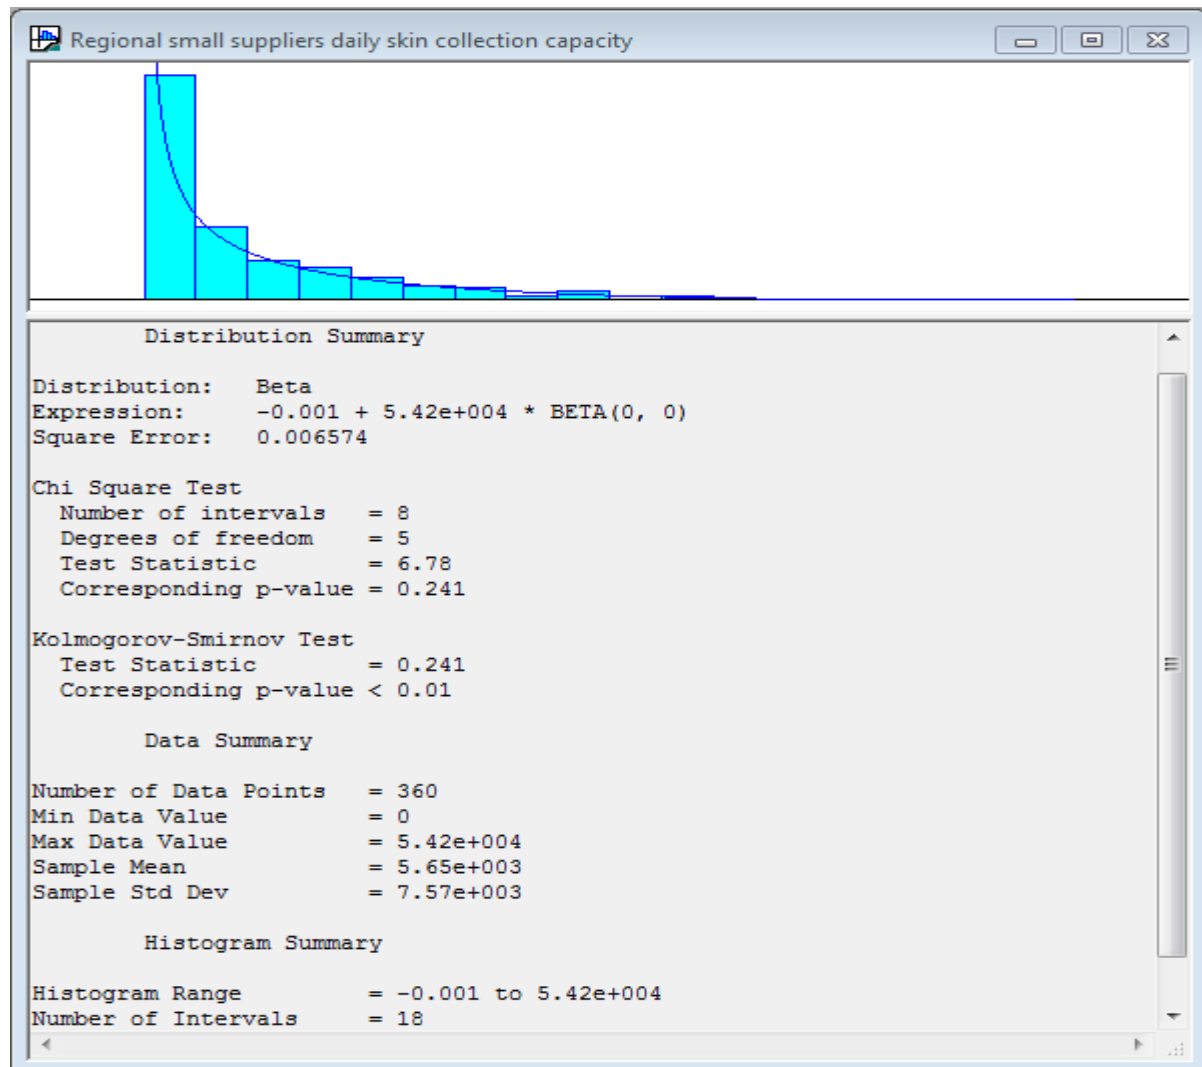 Regional small suppliers daily skin collection capacity
Distribution Summary
Distribution: Beta
Expression: -0.001 + 5.42e+004 * BETA(0, 0)
Square Error: 0.006574
Chi Square Test
Number of intervals = 8
Degrees of freedom = 5
Test Statistic = 6.78
Corresponding p-value = 0.241
Kolmogorov-Smirnov Test
Test Statistic = 0.241
Corresponding p-value < 0.01
Data Summary
Number of Data Points = 360
Min Data Value = 0
Max Data Value = 5.42e+004
Sample Mean = 5.65e+003
Sample Std Dev = 7.57e+003
Histogram Summary
Histogram Range = -0.001 to 5.42e+004
Number of Intervals = 18